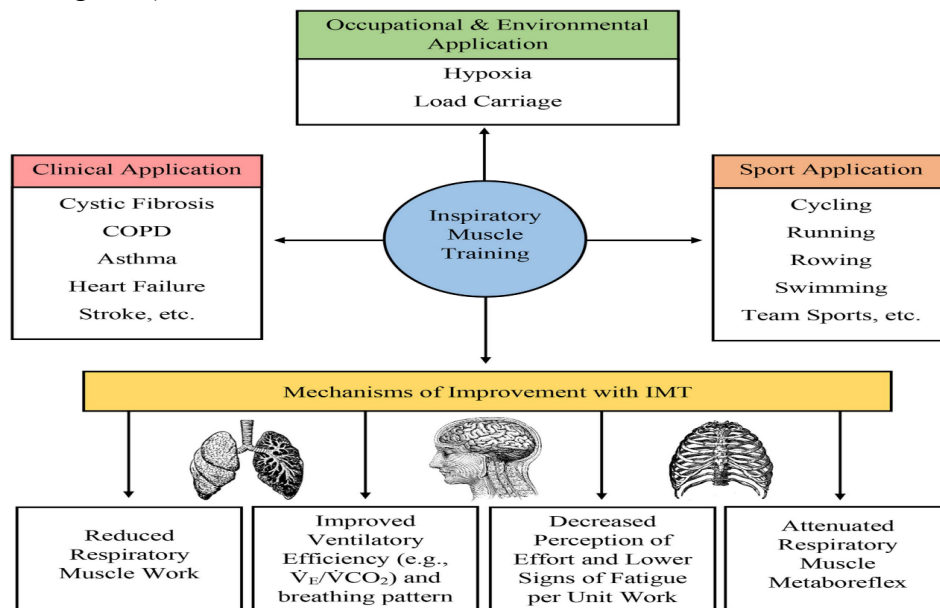 Occupational & Environmental
Application
Hypoxia
Load Carriage
Clinical Application
Cystic Fibrosis
COPD
Asthma
Heart Failure
Stroke, etc.
Inspiratory
Muscle
Training
Sport Application
Cycling
Running
Rowing
Swimming
Team Sports, etc.
Mechanisms of Improvement with IMT
Reduced
Respiratory
Muscle Work
Improved
Ventilatory
Efficiency (e.g.,
V̇E/V̇CO₂) and
breathing pattern
Decreased
Perception of
Effort and Lower
Signs of Fatigue
per Unit Work
Attenuated
Respiratory
Muscle
Metaboreflex